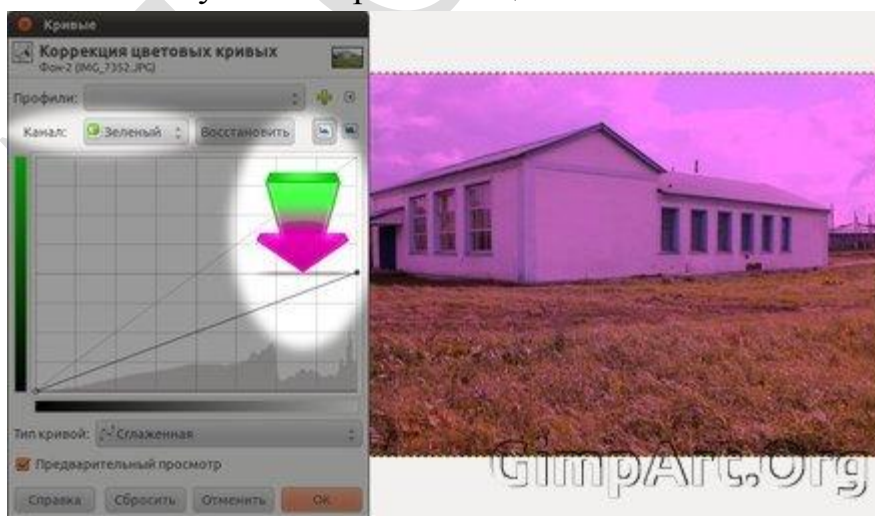 Кривые
Коррекция цветовых кривых
Фон-2 (IMG_7352.JPG)
Профили:
Канал: Зеленый Восстановить
Тип кривой: Сглаженная
Предварительный просмотр
Справка Сбросить Отменить ОК
GimpArt.Org